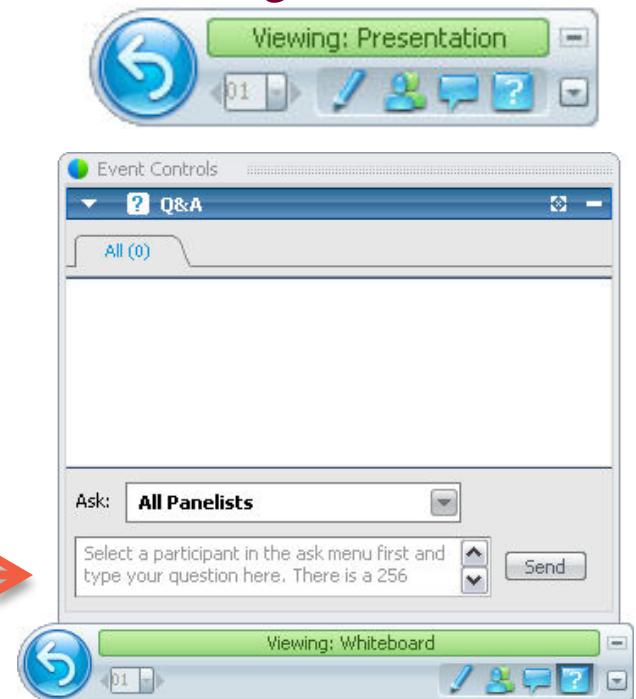 Viewing: Presentation
01
Event Controls
? Q&A
All (0)
Ask: All Panelists
Select a participant in the ask menu first and
type your question here. There is a 256
Send
Viewing: Whiteboard
01